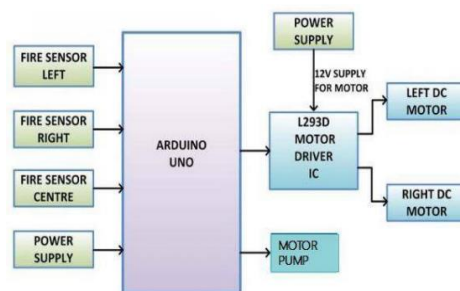 FIRE SENSOR
LEFT
FIRE SENSOR
RIGHT
FIRE SENSOR
CENTRE
POWER
SUPPLY
ARDUINO
UNO
POWER
SUPPLY
12V SUPPLY
FOR MOTOR
L293D
MOTOR
DRIVER
IC
LEFT DC
MOTOR
RIGHT DC
MOTOR
MOTOR
PUMP